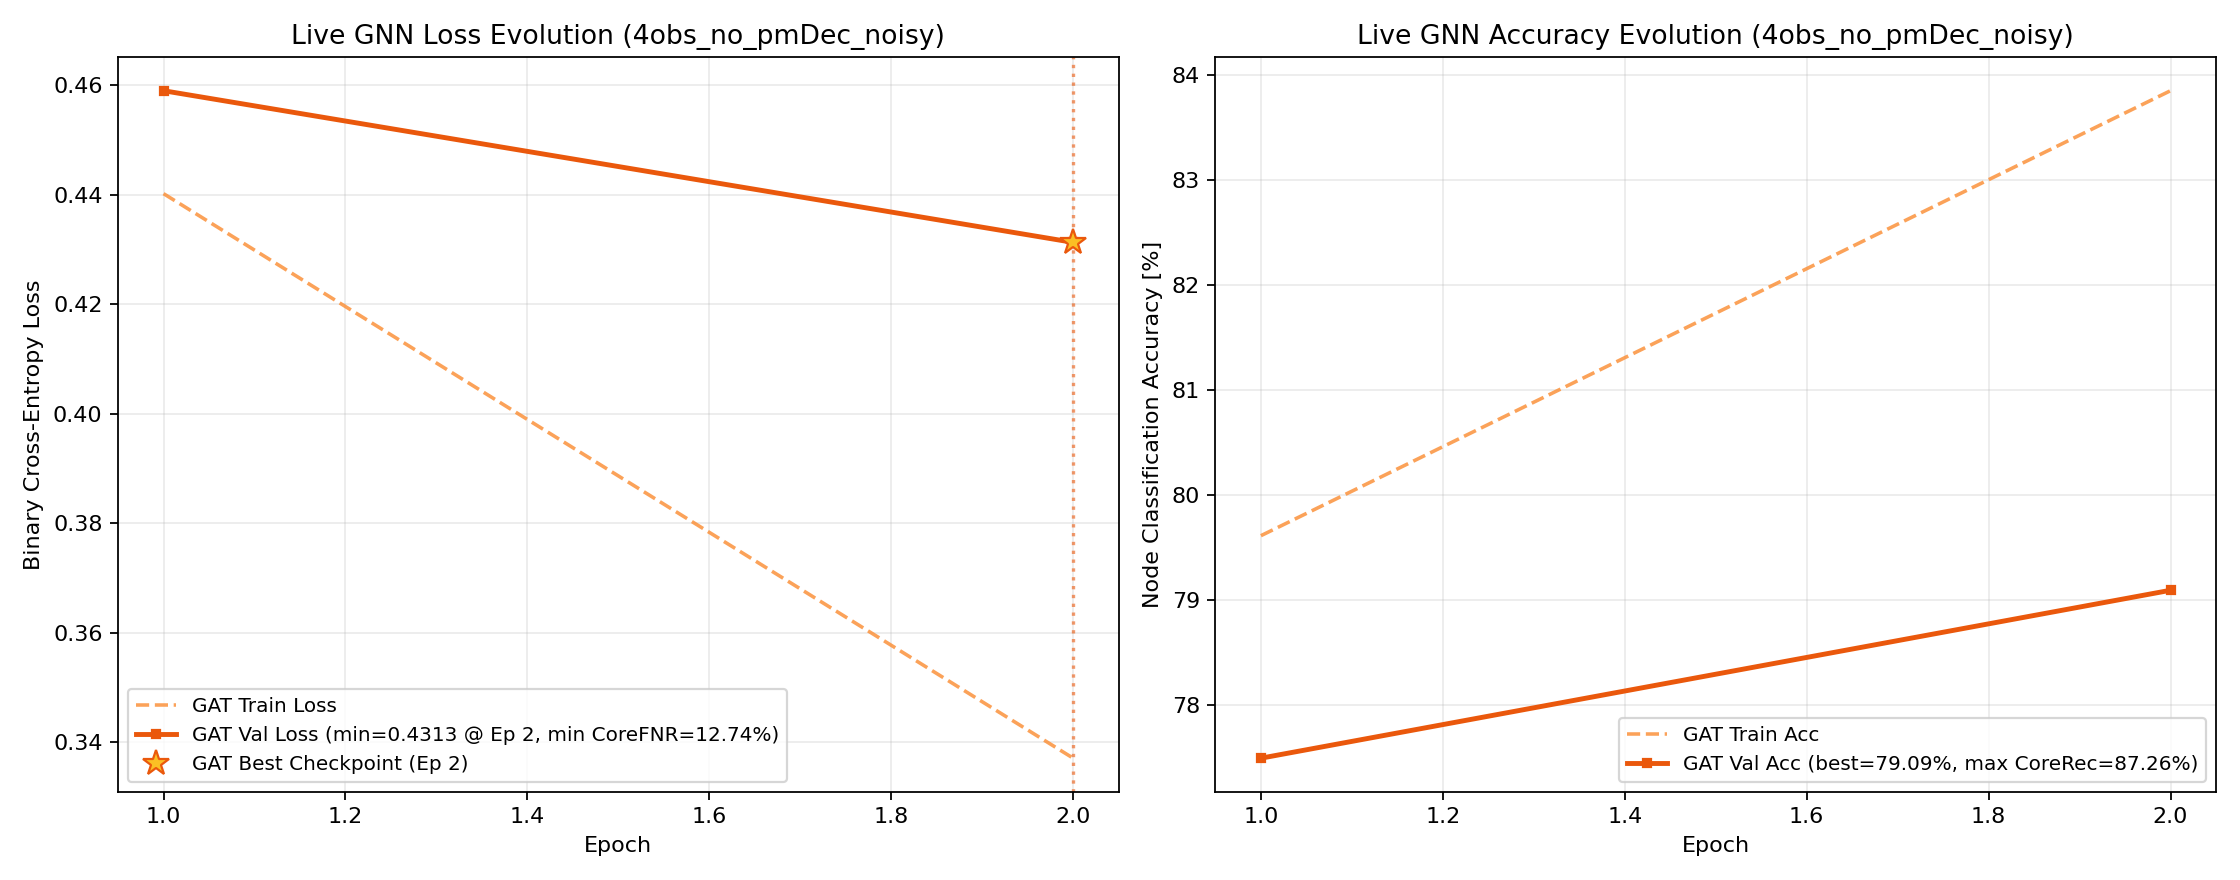 Live GNN Loss Evolution (4obs_no_pmDec_noisy)
Binary Cross-Entropy Loss
0.46
0.44
0.42
0.40
0.38
0.36
0.34
GAT Train Loss
GAT Val Loss (min=0.4313 @ Ep 2, min CoreFNR=12.74%)
GAT Best Checkpoint (Ep 2)
1.0 1.2 1.4 1.6 1.8 2.0
Epoch
Live GNN Accuracy Evolution (4obs_no_pmDec_noisy)
Node Classification Accuracy [%]
84
83
82
81
80
79
78
GAT Train Acc
GAT Val Acc (best=79.09%, max CoreRec=87.26%)
1.0 1.2 1.4 1.6 1.8 2.0
Epoch